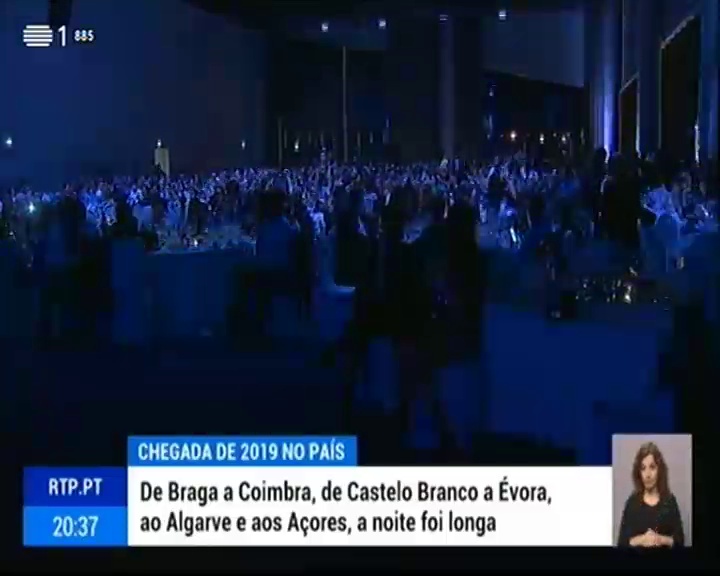 1 885
CHEGADA DE 2019 NO PAÍS
RTP.PT
De Braga a Coimbra, de Castelo Branco a Évora,
20:37
ao Algarve e aos Açores, a noite foi longa